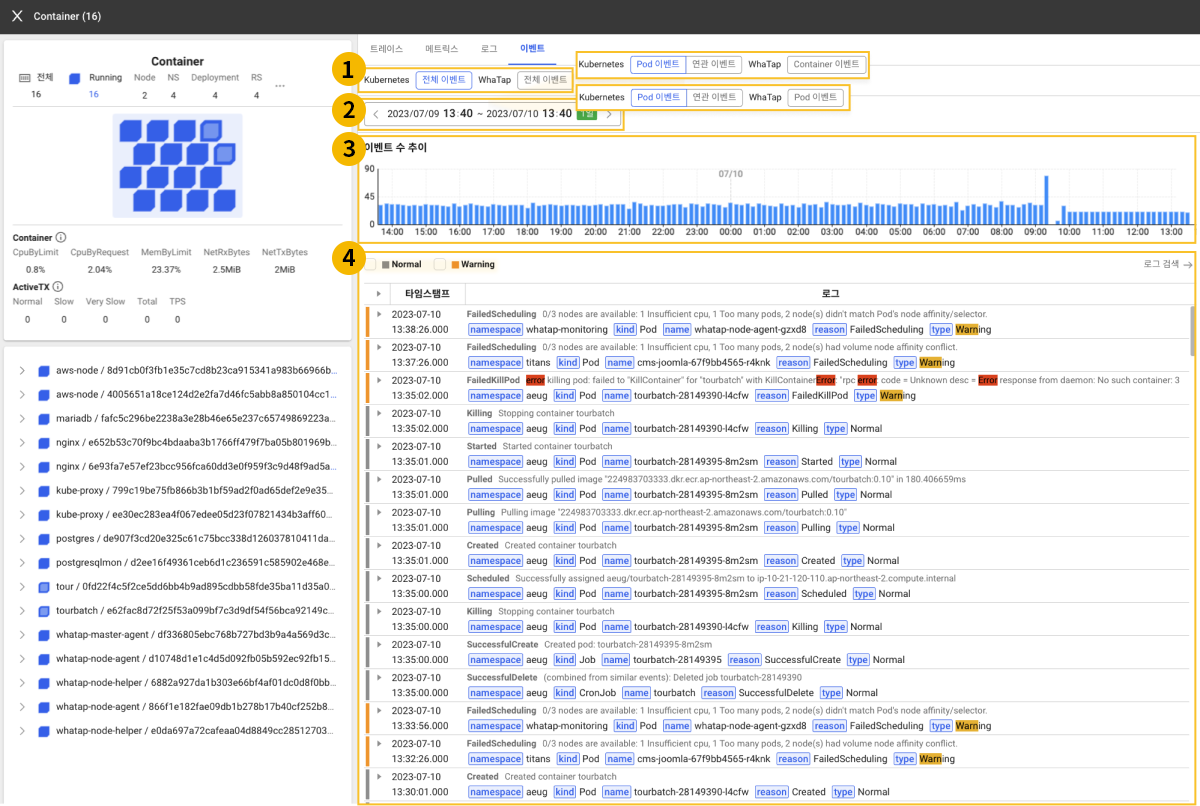 Container (16)
Container
전체 Running Node NS Deployment RS ...
16 16 2 4 4 4
Container
CpuByLimit CpuByRequest MemByLimit NetRxBytes NetTxBytes
0.8% 2.04% 23.37% 2.5MiB 2MiB
ActiveTX
Normal Slow Very Slow Total TPS
0 0 0 0 0
aws-node / 8d91cb0f3fb1e35c7cd8b23ca915341a983b66966b...
aws-node / 4005651a18ce124d2e2fa7d46fc5abb8a850104cc1...
mariadb / fafc5c296be2238a3e28b46e65e237c65749869223a...
nginx / e652b53c70f9bc4bdaaba3b1766ff479f7ba05b801969b...
nginx / 6e93fa7e57ef23bcc956fca60dd3e0f959f3c9d48f9ad5a...
kube-proxy / 799c19be75fb866b3b1bf59ad2f0ad65def2e9e35...
kube-proxy / ee30ec283ea4f067edee05d23f07821434b3aff60...
postgres / de907f3cd20e325c61c75bcc338d126037810411da...
postgresqlmon / d2ee16f49361ceb6d1c236591c585902e468e...
tour / 0fd22f4c5f2ce5dd6bb4b9ad895cdbb58fde35ba11d35a0...
tourbatch / e62fac8d72f25f53a099bf7c3d9df54f56bca92149c...
whatap-master-agent / df336805ebc768b727bd3b9a4a569d3c...
whatap-node-agent / d10748d1e1c4d5d092fb05b592ec92fb15...
whatap-node-helper / 6882a927da1b303e66bf4af01dc0d8f0bb...
whatap-node-agent / 866f1e182fae09db1b278b17b40cf252b8...
whatap-node-helper / e0da697a72cafeaa04d8849cc28512703...
트레이스 메트릭스 로그 이벤트
1 Kubernetes 전체 이벤트 WhaTap 전체 이벤트
Kubernetes Pod 이벤트 연관 이벤트 WhaTap Container 이벤트
Kubernetes Pod 이벤트 연관 이벤트 WhaTap Pod 이벤트
2 2023/07/09 13:40 ~ 2023/07/10 13:40 1일
3 이벤트 수 추이
90
45
0
07/10
14:00 15:00 16:00 17:00 18:00 19:00 20:00 21:00 22:00 23:00 00:00 01:00 02:00 03:00 04:00 05:00 06:00 07:00 08:00 09:00 10:00 11:00 12:00 13:00
4 Normal Warning 로그 검색
타임스탬프 로그
2023-07-10 FailedScheduling 0/3 nodes are available: 1 Insufficient cpu, 1 Too many pods, 2 node(s) didn't match Pod's node affinity/selector.
13:38:26.000 namespace whatap-monitoring kind Pod name whatap-node-agent-gzxd8 reason FailedScheduling type Warning
2023-07-10 FailedScheduling 0/3 nodes are available: 1 Insufficient cpu, 1 Too many pods, 2 node(s) had volume node affinity conflict.
13:37:26.000 namespace titans kind Pod name cms-joomla-67f9bb4565-r4knk reason FailedScheduling type Warning
2023-07-10 FailedKillPod error killing pod: failed to "KillContainer" for "tourbatch" with KillContainerError: "rpc error: code = Unknown desc = Error response from daemon: No such container: 3
13:35:02.000 namespace aeug kind Pod name tourbatch-28149390-l4cfw reason FailedKillPod type Warning
2023-07-10 Killing Stopping container tourbatch
13:35:02.000 namespace aeug kind Pod name tourbatch-28149390-l4cfw reason Killing type Normal
2023-07-10 Started Started container tourbatch
13:35:01.000 namespace aeug kind Pod name tourbatch-28149395-8m2sm reason Started type Normal
2023-07-10 Pulled Successfully pulled image "224983703333.dkr.ecr.ap-northeast-2.amazonaws.com/tourbatch:0.10" in 180.406659ms
13:35:01.000 namespace aeug kind Pod name tourbatch-28149395-8m2sm reason Pulled type Normal
2023-07-10 Pulling Pulling image "224983703333.dkr.ecr.ap-northeast-2.amazonaws.com/tourbatch:0.10"
13:35:01.000 namespace aeug kind Pod name tourbatch-28149395-8m2sm reason Pulling type Normal
2023-07-10 Created Created container tourbatch
13:35:01.000 namespace aeug kind Pod name tourbatch-28149395-8m2sm reason Created type Normal
2023-07-10 Scheduled Successfully assigned aeug/tourbatch-28149395-8m2sm to ip-10-21-120-110.ap-northeast-2.compute.internal
13:35:00.000 namespace aeug kind Pod name tourbatch-28149395-8m2sm reason Scheduled type Normal
2023-07-10 Killing Stopping container tourbatch
13:35:00.000 namespace aeug kind Pod name tourbatch-28149390-l4cfw reason Killing type Normal
2023-07-10 SuccessfulCreate Created pod: tourbatch-28149395-8m2sm
13:35:00.000 namespace aeug kind Job name tourbatch-28149395 reason SuccessfulCreate type Normal
2023-07-10 SuccessfulDelete (combined from similar events): Deleted job tourbatch-28149390
13:35:00.000 namespace aeug kind CronJob name tourbatch reason SuccessfulDelete type Normal
2023-07-10 FailedScheduling 0/3 nodes are available: 1 Insufficient cpu, 1 Too many pods, 2 node(s) didn't match Pod's node affinity/selector.
13:33:56.000 namespace whatap-monitoring kind Pod name whatap-node-agent-gzxd8 reason FailedScheduling type Warning
2023-07-10 FailedScheduling 0/3 nodes are available: 1 Insufficient cpu, 1 Too many pods, 2 node(s) had volume node affinity conflict.
13:32:26.000 namespace titans kind Pod name cms-joomla-67f9bb4565-r4knk reason FailedScheduling type Warning
2023-07-10 Created Created container tourbatch
13:30:01.000 namespace aeug kind Pod name tourbatch-28149390-l4cfw reason Created type Normal